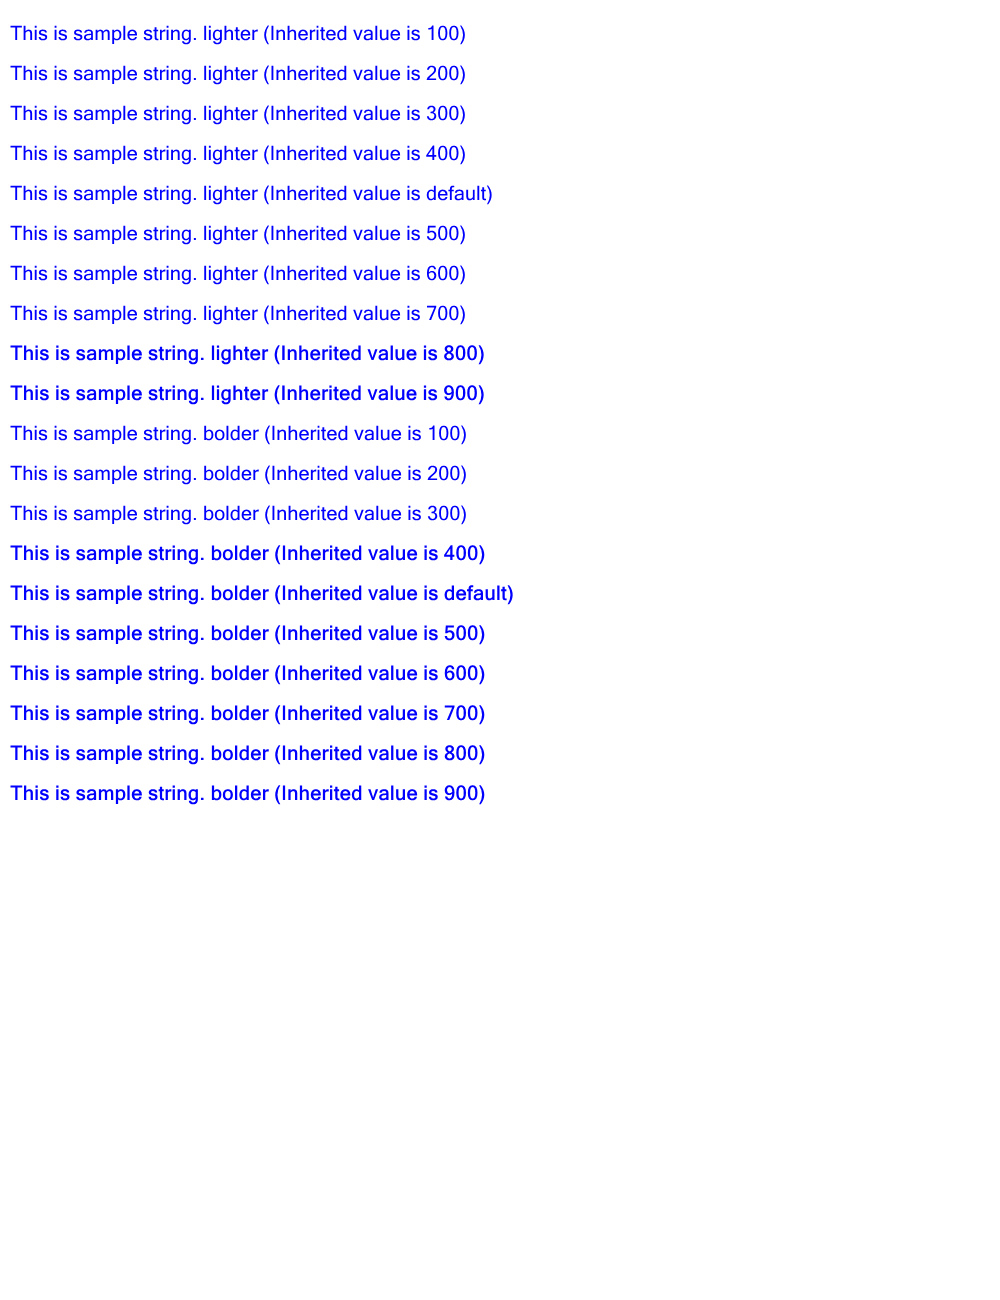 This is sample string. lighter (Inherited value is 100)
This is sample string. lighter (Inherited value is 200)
This is sample string. lighter (Inherited value is 300)
This is sample string. lighter (Inherited value is 400)
This is sample string. lighter (Inherited value is default)
This is sample string. lighter (Inherited value is 500)
This is sample string. lighter (Inherited value is 600)
This is sample string. lighter (Inherited value is 700)
This is sample string. lighter (Inherited value is 800)
This is sample string. lighter (Inherited value is 900)
This is sample string. bolder (Inherited value is 100)
This is sample string. bolder (Inherited value is 200)
This is sample string. bolder (Inherited value is 300)
This is sample string. bolder (Inherited value is 400)
This is sample string. bolder (Inherited value is default)
This is sample string. bolder (Inherited value is 500)
This is sample string. bolder (Inherited value is 600)
This is sample string. bolder (Inherited value is 700)
This is sample string. bolder (Inherited value is 800)
This is sample string. bolder (Inherited value is 900)